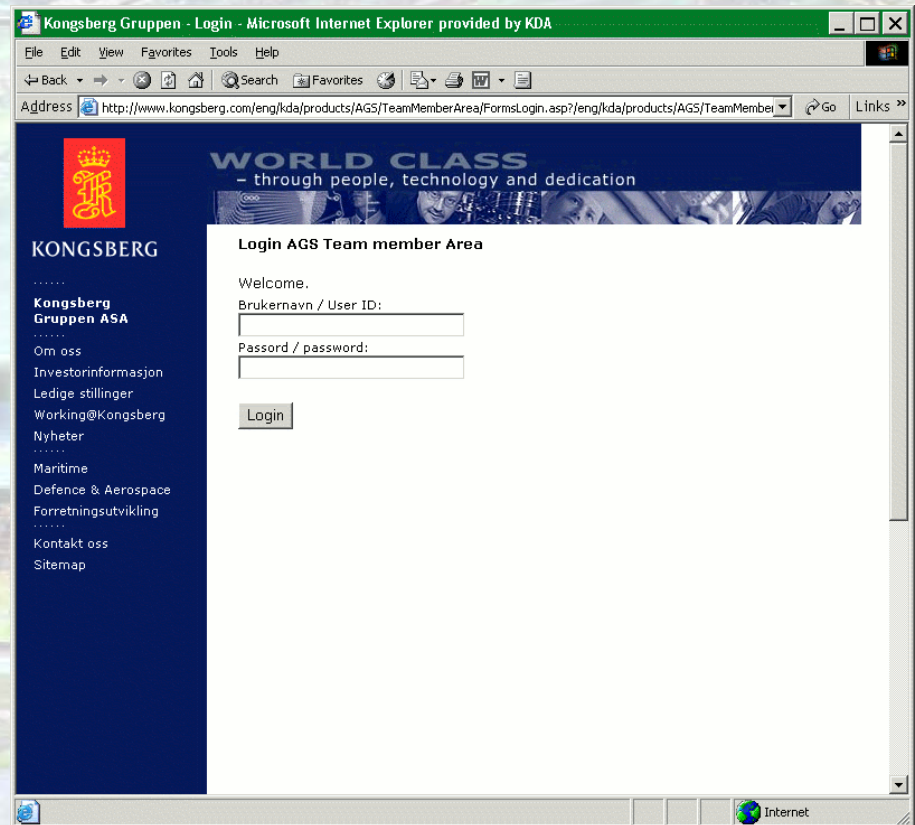 Kongsberg Gruppen - Login - Microsoft Internet Explorer provided by KDA
File Edit View Favorites Tools Help
Back Search Favorites
Address http://www.kongsberg.com/eng/kda/products/AGS/TeamMemberArea/FormsLogin.asp?/eng/kda/products/AGS/TeamMember Go Links »
WORLD CLASS
– through people, technology and dedication
KONGSBERG
Login AGS Team member Area
Welcome.
Brukernavn / User ID:
Passord / password:
Login
Kongsberg
Gruppen ASA
Om oss
Investorinformasjon
Ledige stillinger
Working@Kongsberg
Nyheter
Maritime
Defence & Aerospace
Forretningsutvikling
Kontakt oss
Sitemap
Internet